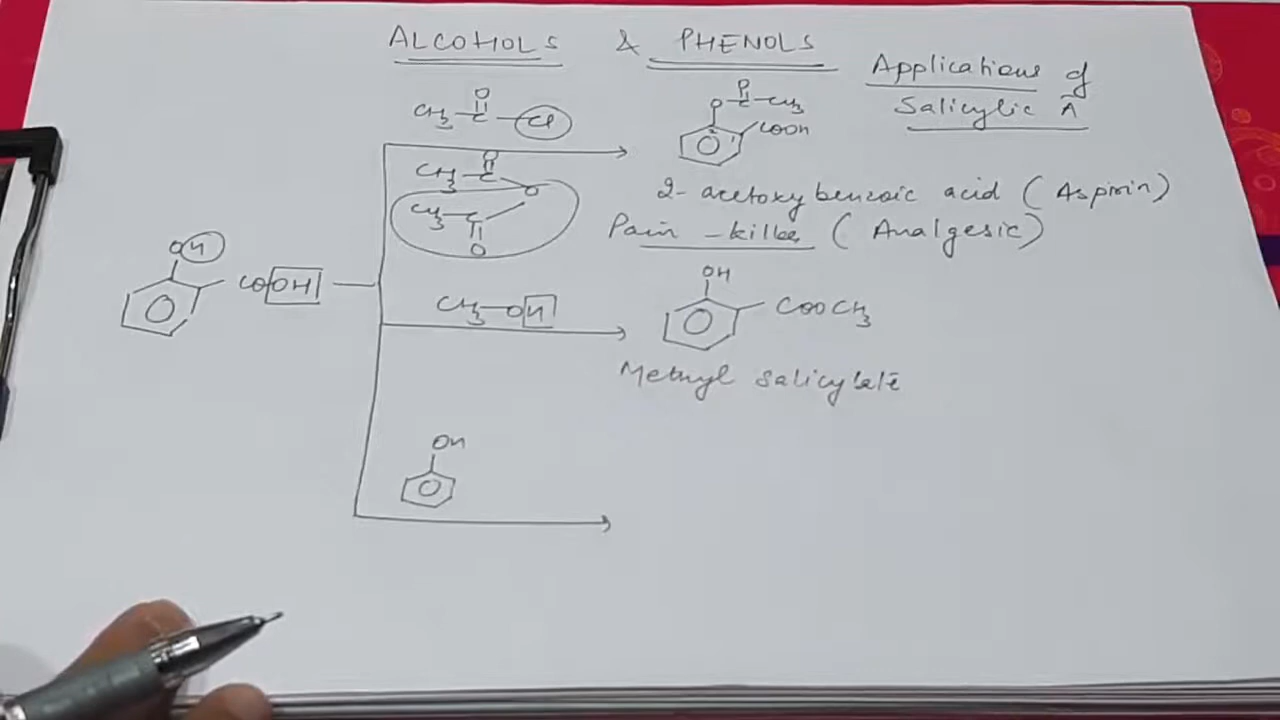 ALCOHOLS & PHENOLS
Applications of
Salicylic A
O
CH3-C-Cl
O
O-C-CH3
COOH
O
CH3-C
O
CH3-C
O
2-acetoxybenzoic acid (Aspirin)
Pain-killer (Analgesic)
OH
COOH
CH3-OH
OH
COOCH3
Methyl salicylate
OH